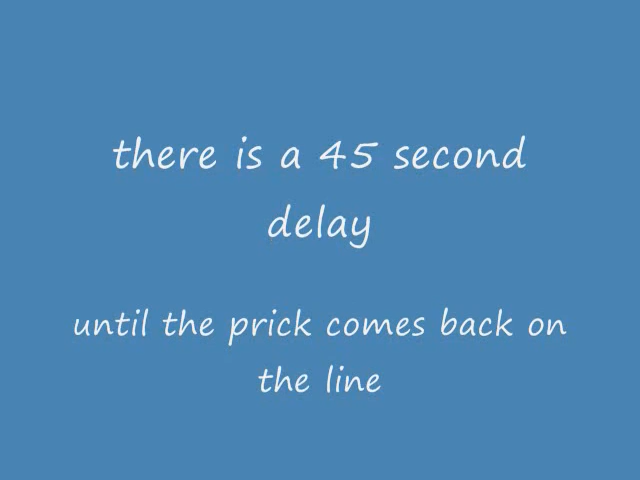 there is a 45 second
delay
until the prick comes back on
the line